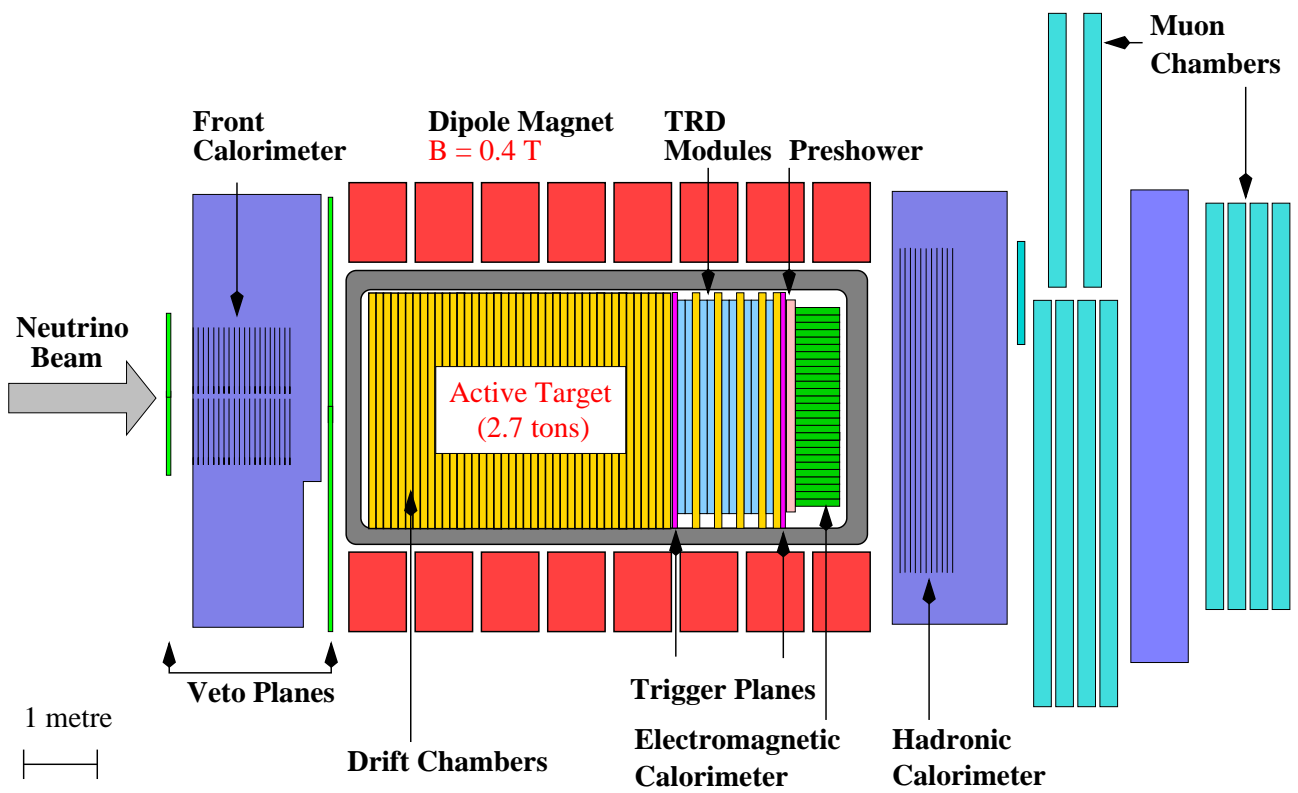 Muon
Chambers
Front
Calorimeter
Dipole Magnet
B = 0.4 T
TRD
Modules
Preshower
Neutrino
Beam
Active Target
(2.7 tons)
Veto Planes
Trigger Planes
1 metre
Drift Chambers
Electromagnetic
Calorimeter
Hadronic
Calorimeter